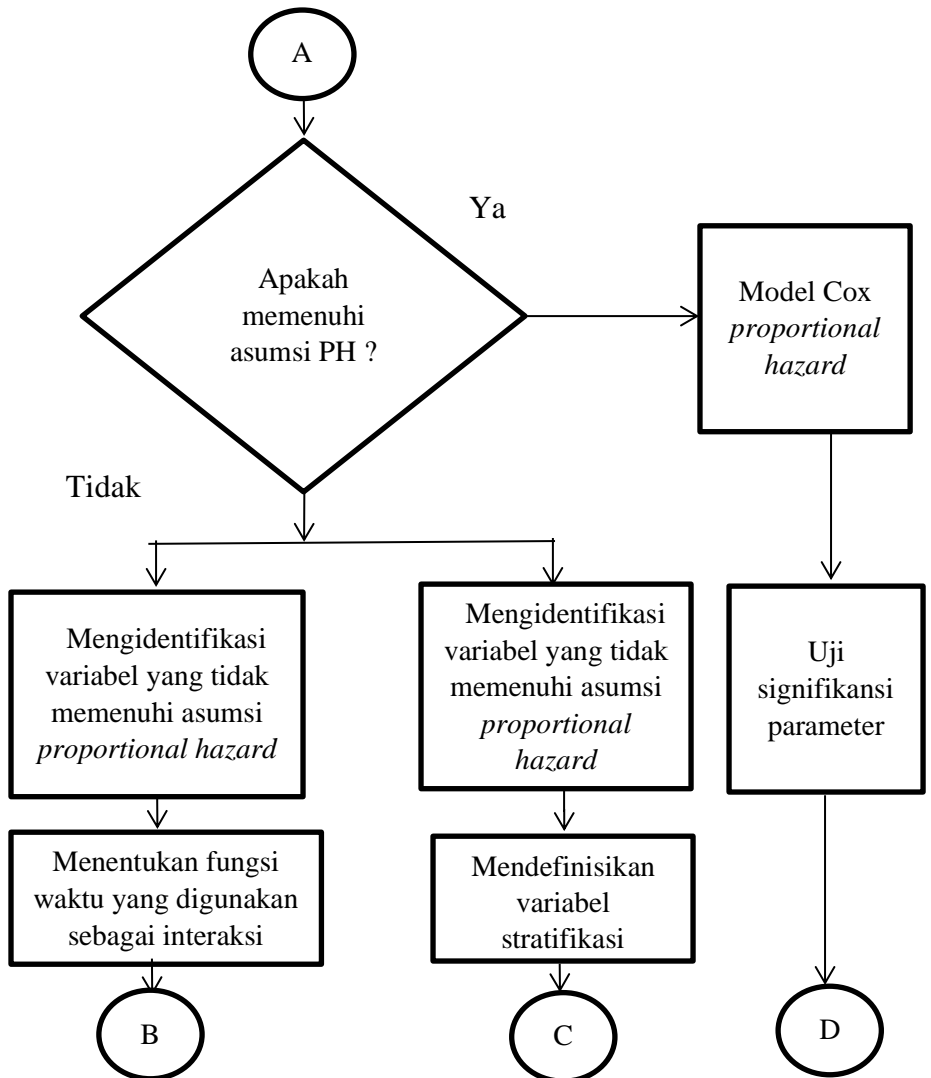 A
Ya
Apakah
memenuhi
asumsi PH ?
Model Cox
proportional
hazard
Tidak
Mengidentifikasi
variabel yang tidak
memenuhi asumsi
proportional hazard
Mengidentifikasi
variabel yang tidak
memenuhi asumsi
proportional
hazard
Uji
signifikansi
parameter
Menentukan fungsi
waktu yang digunakan
sebagai interaksi
Mendefinisikan
variabel
stratifikasi
B
C
D